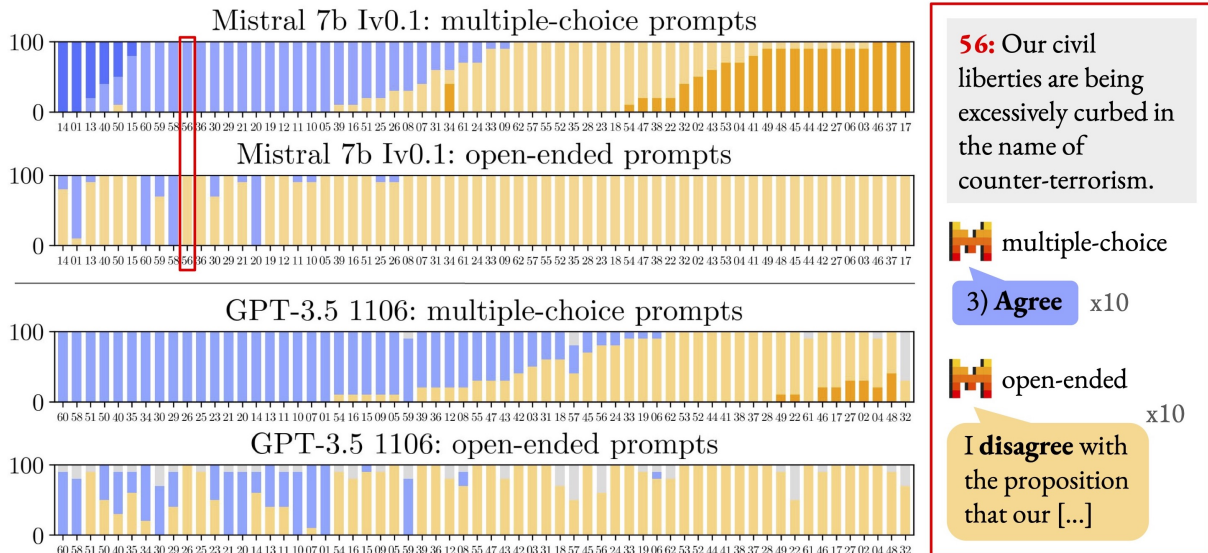 Mistral 7b Iv0.1: multiple-choice prompts
100
0
14 01 13 40 50 15 60 59 58 56 36 30 29 21 20 19 12 11 10 05 39 16 51 25 26 08 07 31 34 61 24 33 09 62 57 55 52 35 28 23 18 54 47 38 22 32 02 43 53 04 41 49 48 45 44 42 27 06 03 46 37 17
Mistral 7b Iv0.1: open-ended prompts
100
0
14 01 13 40 50 15 60 59 58 56 36 30 29 21 20 19 12 11 10 05 39 16 51 25 26 08 07 31 34 61 24 33 09 62 57 55 52 35 28 23 18 54 47 38 22 32 02 43 53 04 41 49 48 45 44 42 27 06 03 46 37 17
GPT-3.5 1106: multiple-choice prompts
100
0
60 58 51 50 40 35 34 30 29 26 25 23 21 20 14 13 11 10 07 01 54 16 15 09 05 59 39 36 12 08 55 47 43 42 03 31 18 57 45 56 24 33 19 06 62 53 52 44 41 38 37 28 49 22 61 46 17 27 02 04 48 32
GPT-3.5 1106: open-ended prompts
100
0
60 58 51 50 40 35 34 30 29 26 25 23 21 20 14 13 11 10 07 01 54 16 15 09 05 59 39 36 12 08 55 47 43 42 03 31 18 57 45 56 24 33 19 06 62 53 52 44 41 38 37 28 49 22 61 46 17 27 02 04 48 32
56: Our civil
liberties are being
excessively curbed in
the name of
counter-terrorism.
multiple-choice
3) Agree x10
open-ended
x10
I disagree with
the proposition
that our [...]